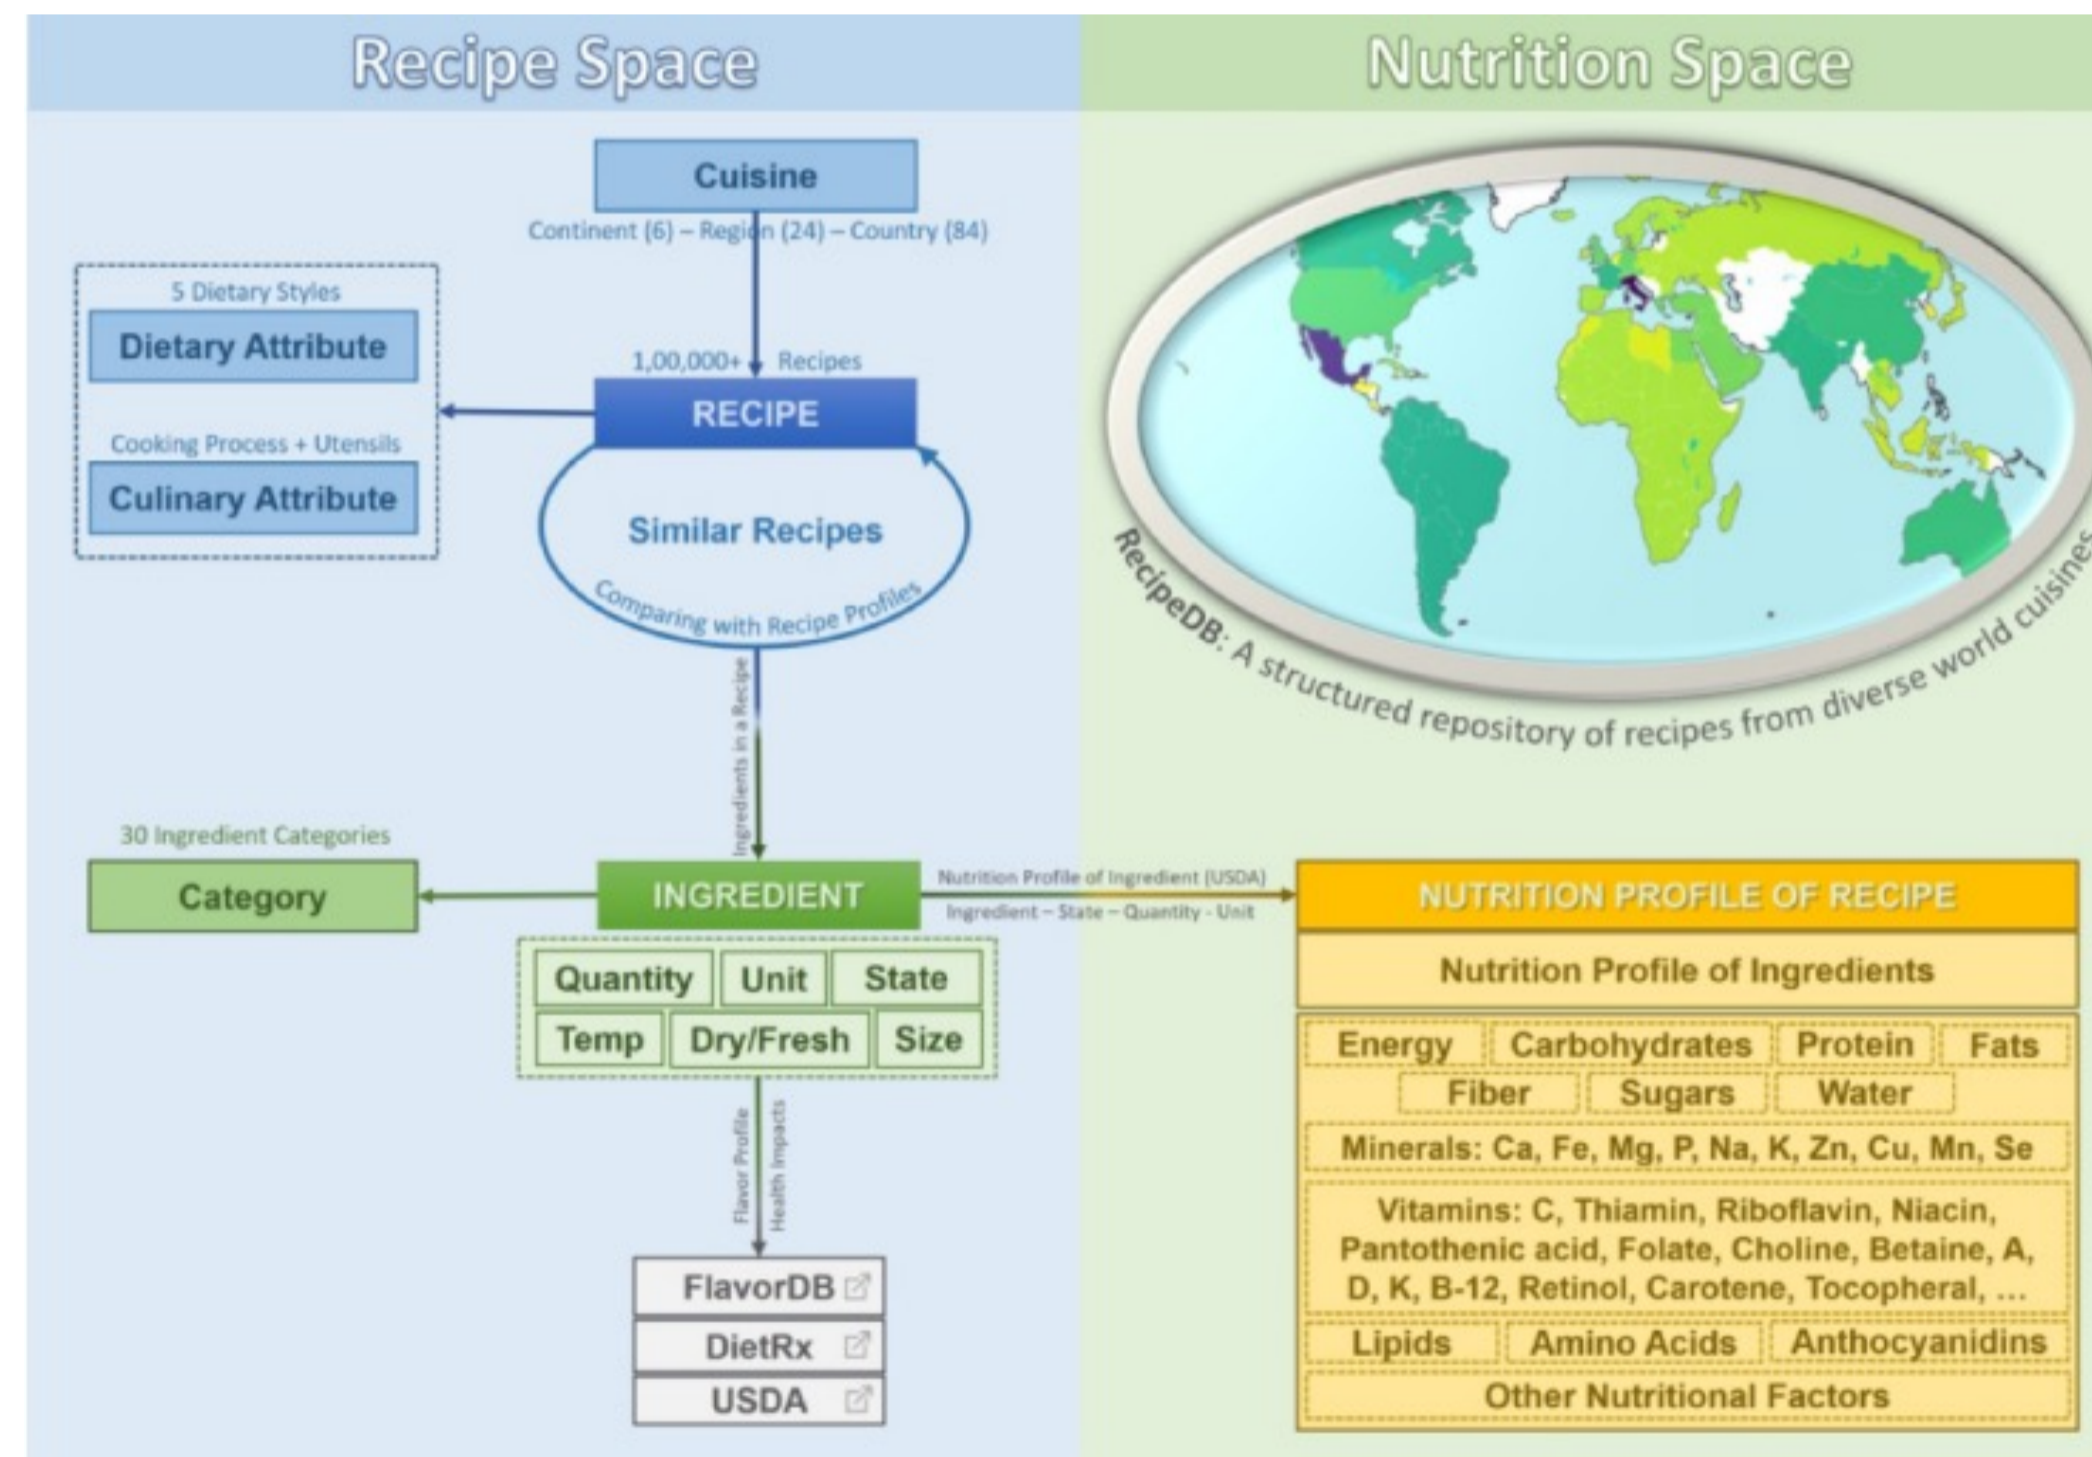 Recipe Space
Nutrition Space
Cuisine
Continent (6) – Region (24) – Country (84)
5 Dietary Styles
Dietary Attribute
Cooking Process + Utensils
Culinary Attribute
1,00,000+ Recipes
RECIPE
Similar Recipes
Comparing with Recipe Profiles
Ingredients in a Recipe
RecipeDB: A structured repository of recipes from diverse world cuisines
30 Ingredient Categories
Category
INGREDIENT
Nutrition Profile of Ingredient (USDA)
Ingredient – State – Quantity - Unit
Quantity Unit State
Temp Dry/Fresh Size
Flavor Profile
Health Impacts
FlavorDB
DietRx
USDA
NUTRITION PROFILE OF RECIPE
Nutrition Profile of Ingredients
Energy Carbohydrates Protein Fats
Fiber Sugars Water
Minerals: Ca, Fe, Mg, P, Na, K, Zn, Cu, Mn, Se
Vitamins: C, Thiamin, Riboflavin, Niacin,
Pantothenic acid, Folate, Choline, Betaine, A,
D, K, B-12, Retinol, Carotene, Tocopheral, ...
Lipids Amino Acids Anthocyanidins
Other Nutritional Factors